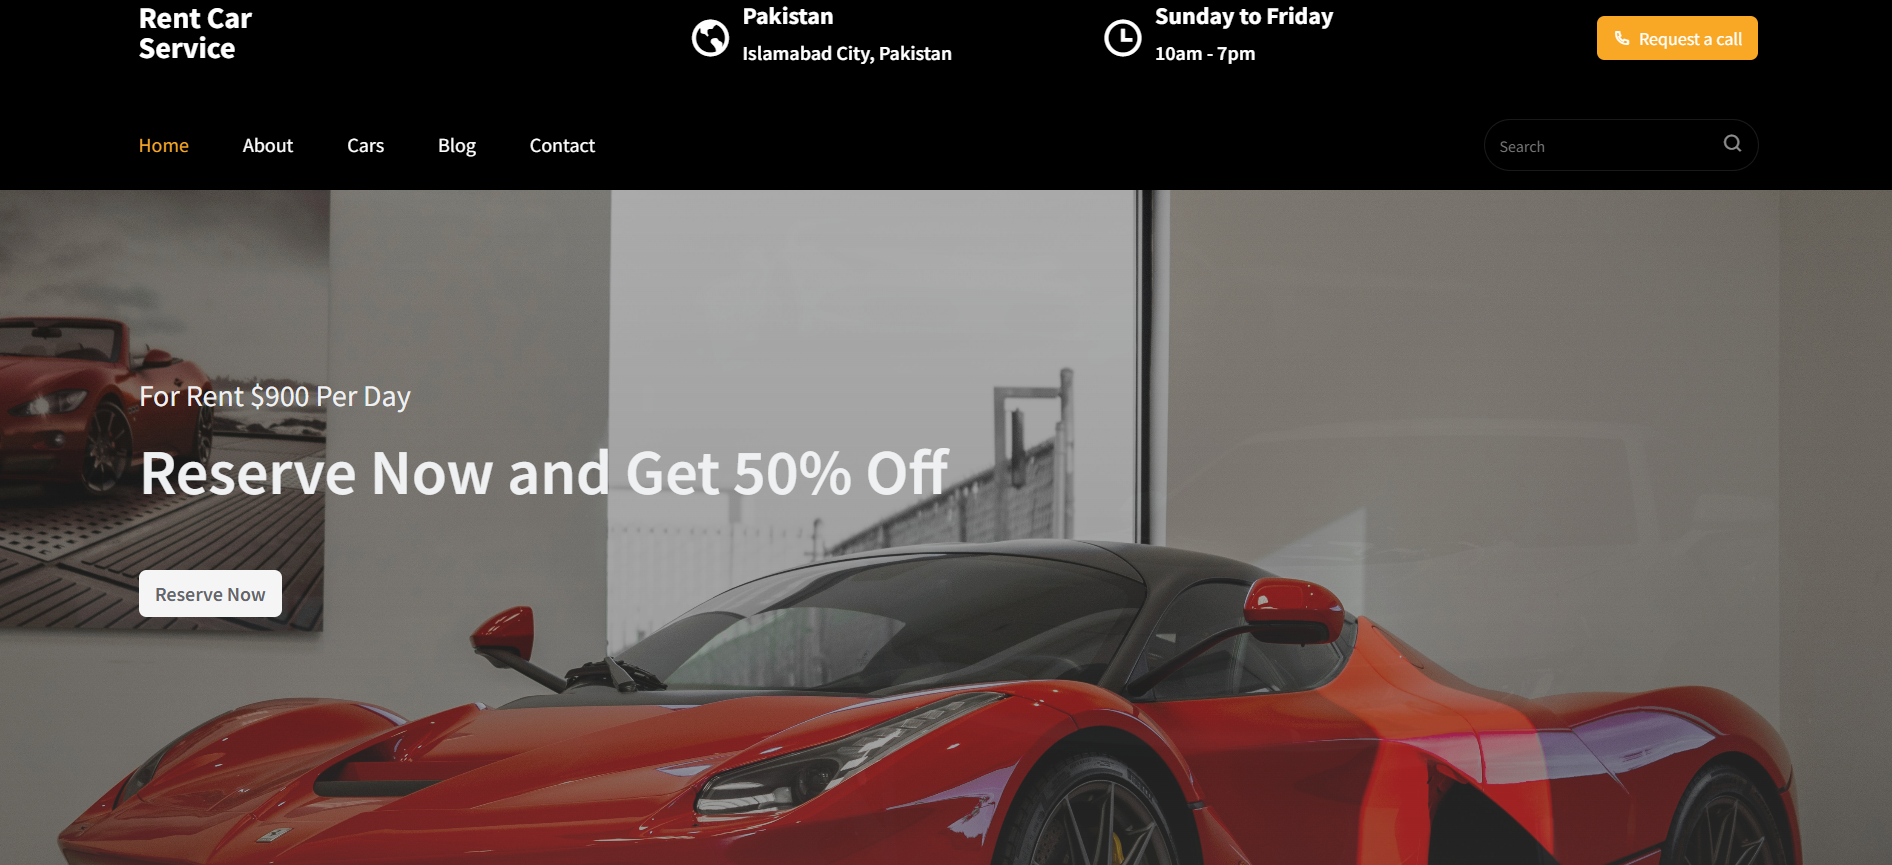 Rent Car
Service
Pakistan
Islamabad City, Pakistan
Sunday to Friday
10am - 7pm
Request a call
Home
About
Cars
Blog
Contact
Search
For Rent $900 Per Day
Reserve Now and Get 50% Off
Reserve Now